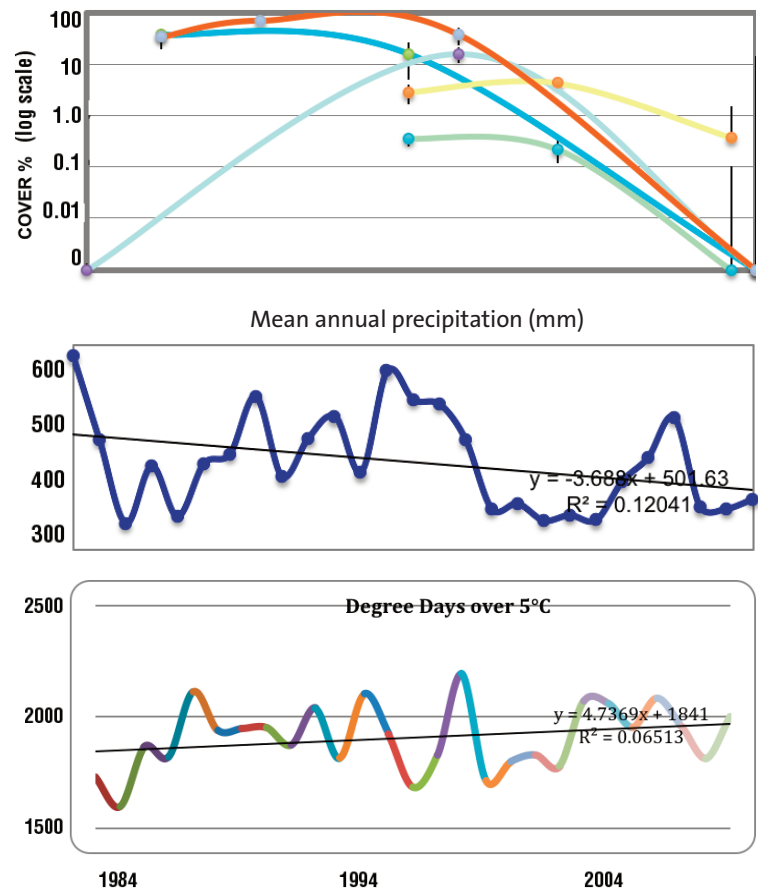 100
10
1.0
0.1
0.01
0
COVER % (log scale)
Mean annual precipitation (mm)
600
500
400
300
y = -3.688x + 501.63
R² = 0.12041
2500
2000
1500
Degree Days over 5°C
y = 4.7369x + 1841
R² = 0.06513
1984 1994 2004